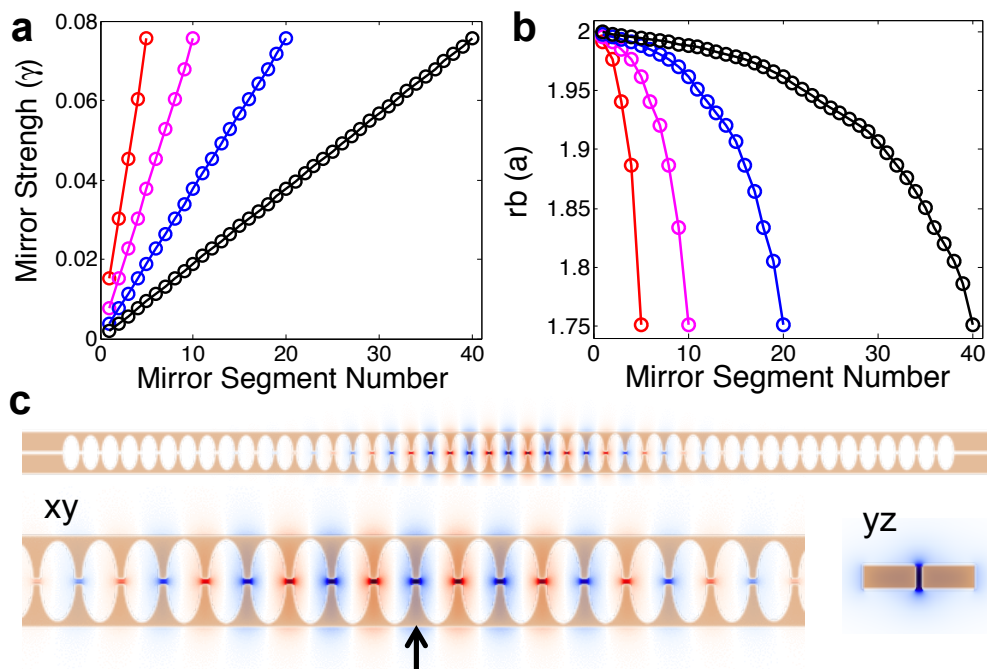 a
Mirror Strengh (γ)
0.08
0.06
0.04
0.02
0
0 10 20 30 40
Mirror Segment Number
b
rb (a)
2
1.95
1.9
1.85
1.8
1.75
0 10 20 30 40
Mirror Segment Number
c
xy
yz